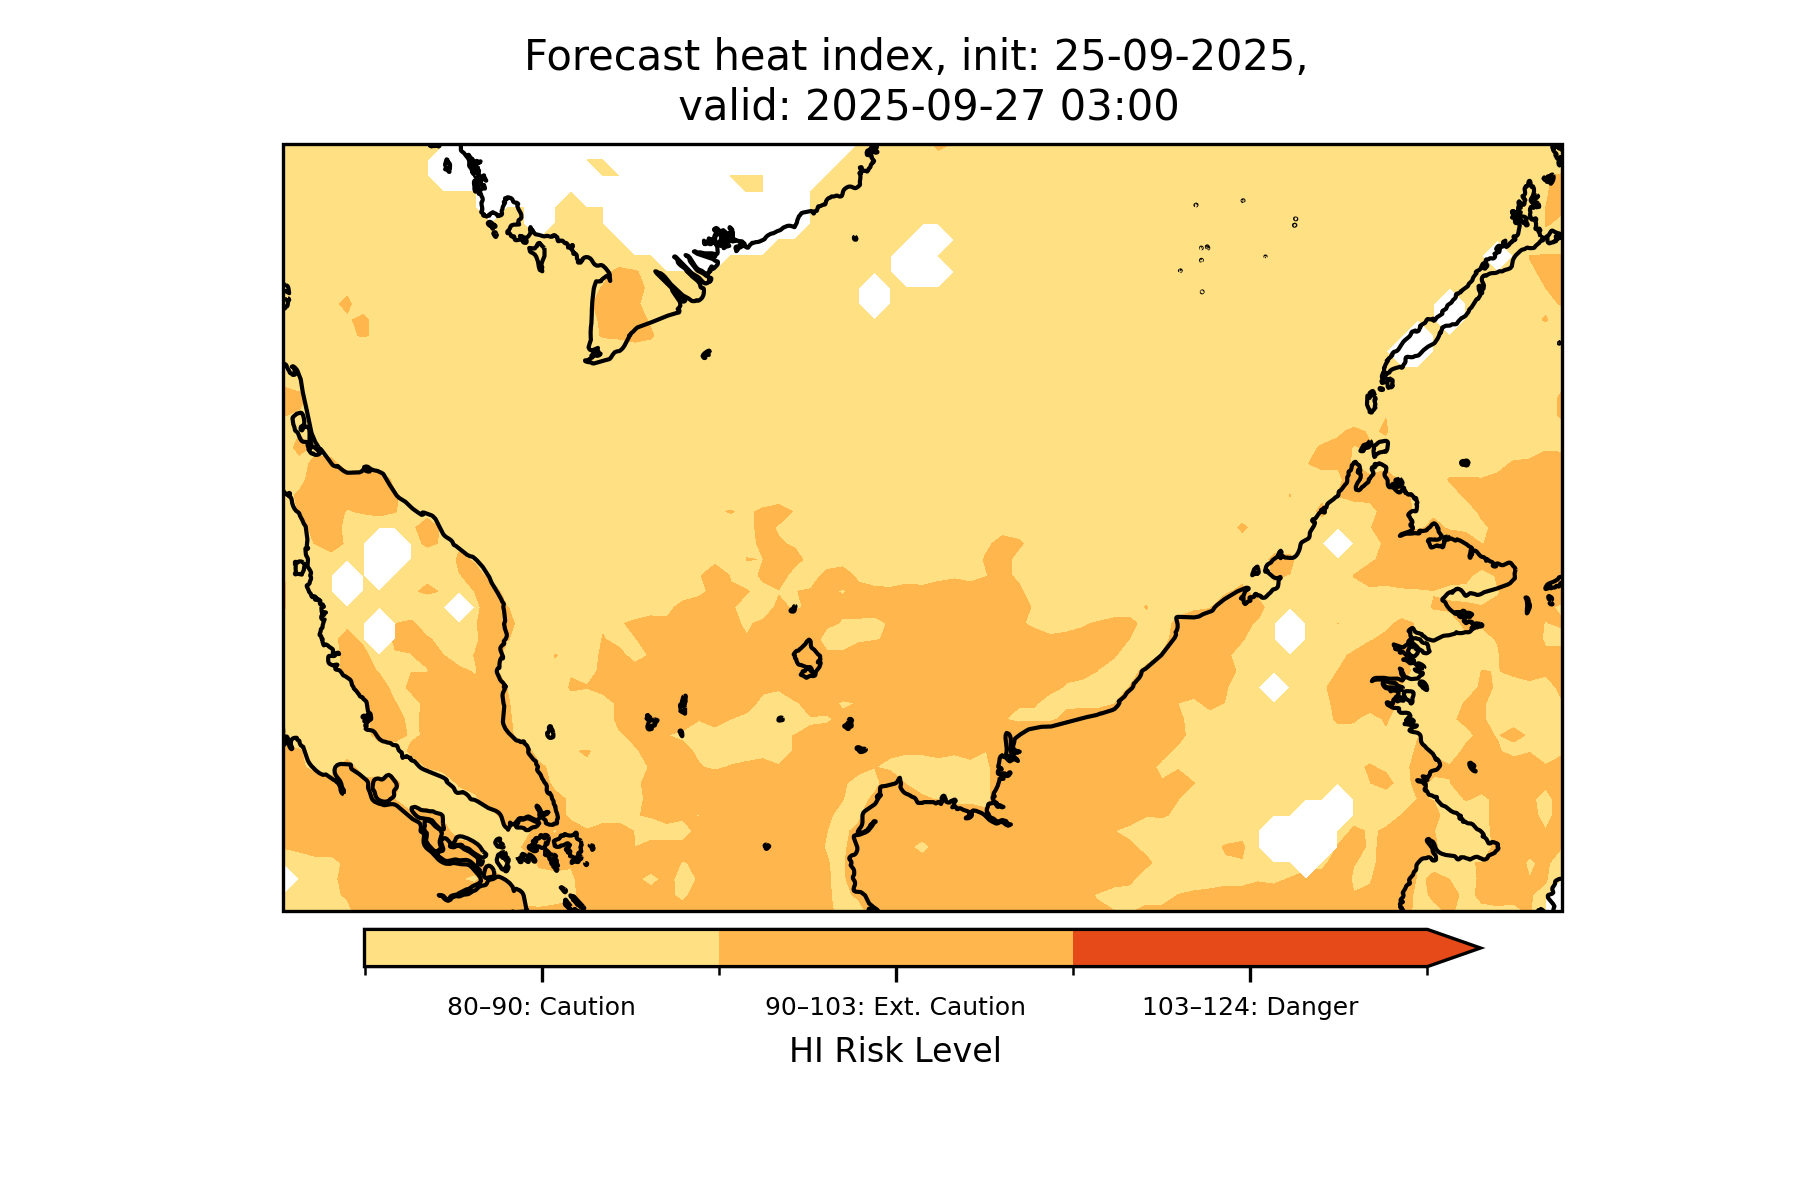 Forecast heat index, init: 25-09-2025,
valid: 2025-09-27 03:00
80–90: Caution
90–103: Ext. Caution
103–124: Danger
HI Risk Level